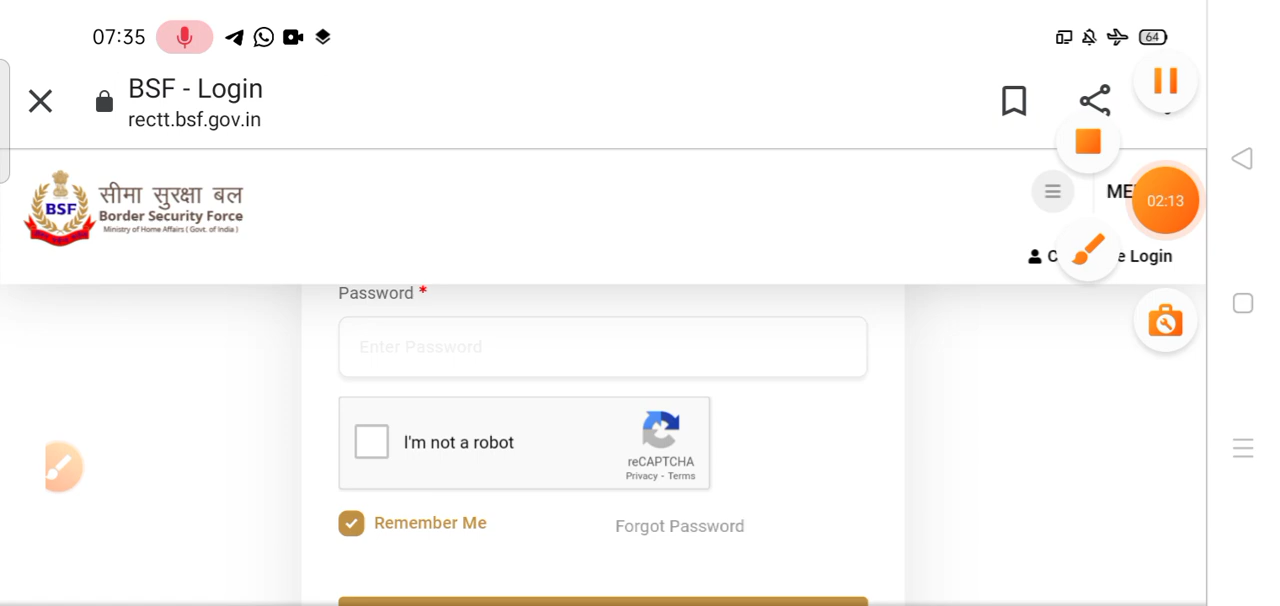 07:35
64
BSF - Login
rectt.bsf.gov.in
BSF
सीमा सुरक्षा बल
Border Security Force
Ministry of Home Affairs ( Govt. of India )
02:13
Login
Password *
Enter Password
I'm not a robot
reCAPTCHA
Privacy - Terms
Remember Me
Forgot Password